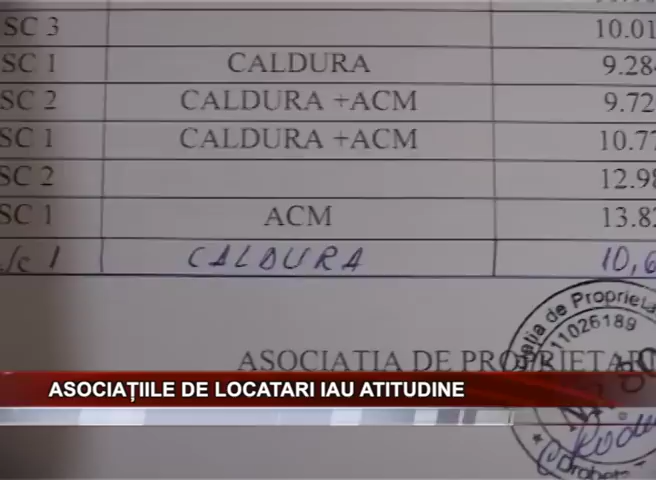 SC 3 10.01
SC 1 CALDURA 9.284
SC 2 CALDURA +ACM 9.72
SC 1 CALDURA +ACM 10.77
SC 2 12.98
SC 1 ACM 13.82
/c 1 CALDURA 10,6
ASOCIATIA DE PROPRIETARI
11026189
ASOCIAȚIILE DE LOCATARI IAU ATITUDINE